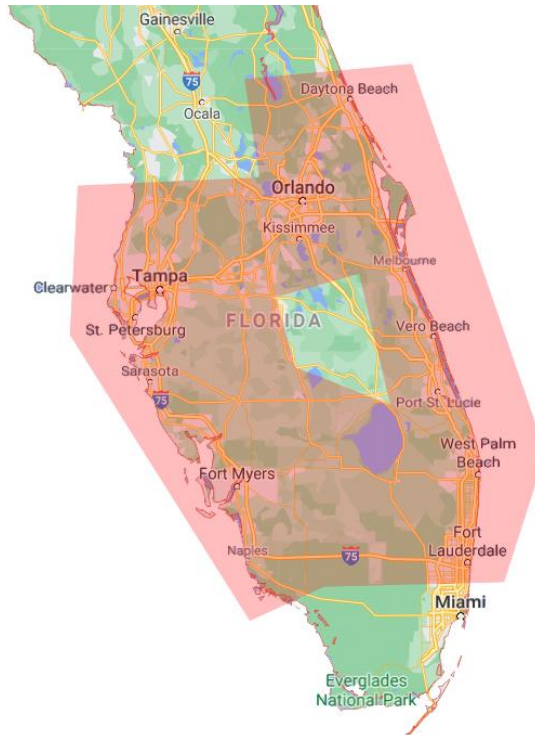 Gainesville
75
Ocala
Daytona Beach
Orlando
Kissimmee
Melbourne
Clearwater
Tampa
St. Petersburg
FLORIDA
Vero Beach
Sarasota
75
Port St. Lucie
West Palm
Beach
Fort Myers
Fort
Lauderdale
Naples
75
Miami
Everglades
National Park